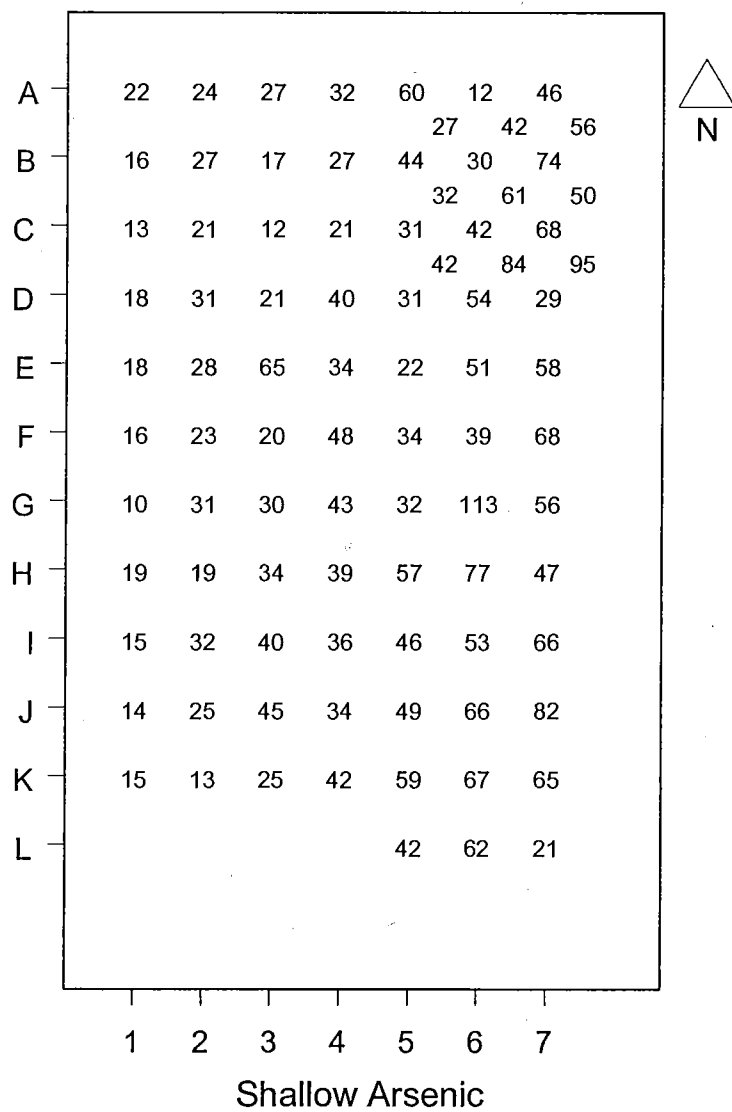 A 22 24 27 32 60 12 46
N
27 42 56
B 16 27 17 27 44 30 74
32 61 50
C 13 21 12 21 31 42 68
42 84 95
D 18 31 21 40 31 54 29
E 18 28 65 34 22 51 58
F 16 23 20 48 34 39 68
G 10 31 30 43 32 113 56
H 19 19 34 39 57 77 47
I 15 32 40 36 46 53 66
J 14 25 45 34 49 66 82
K 15 13 25 42 59 67 65
L 42 62 21
1 2 3 4 5 6 7
Shallow Arsenic